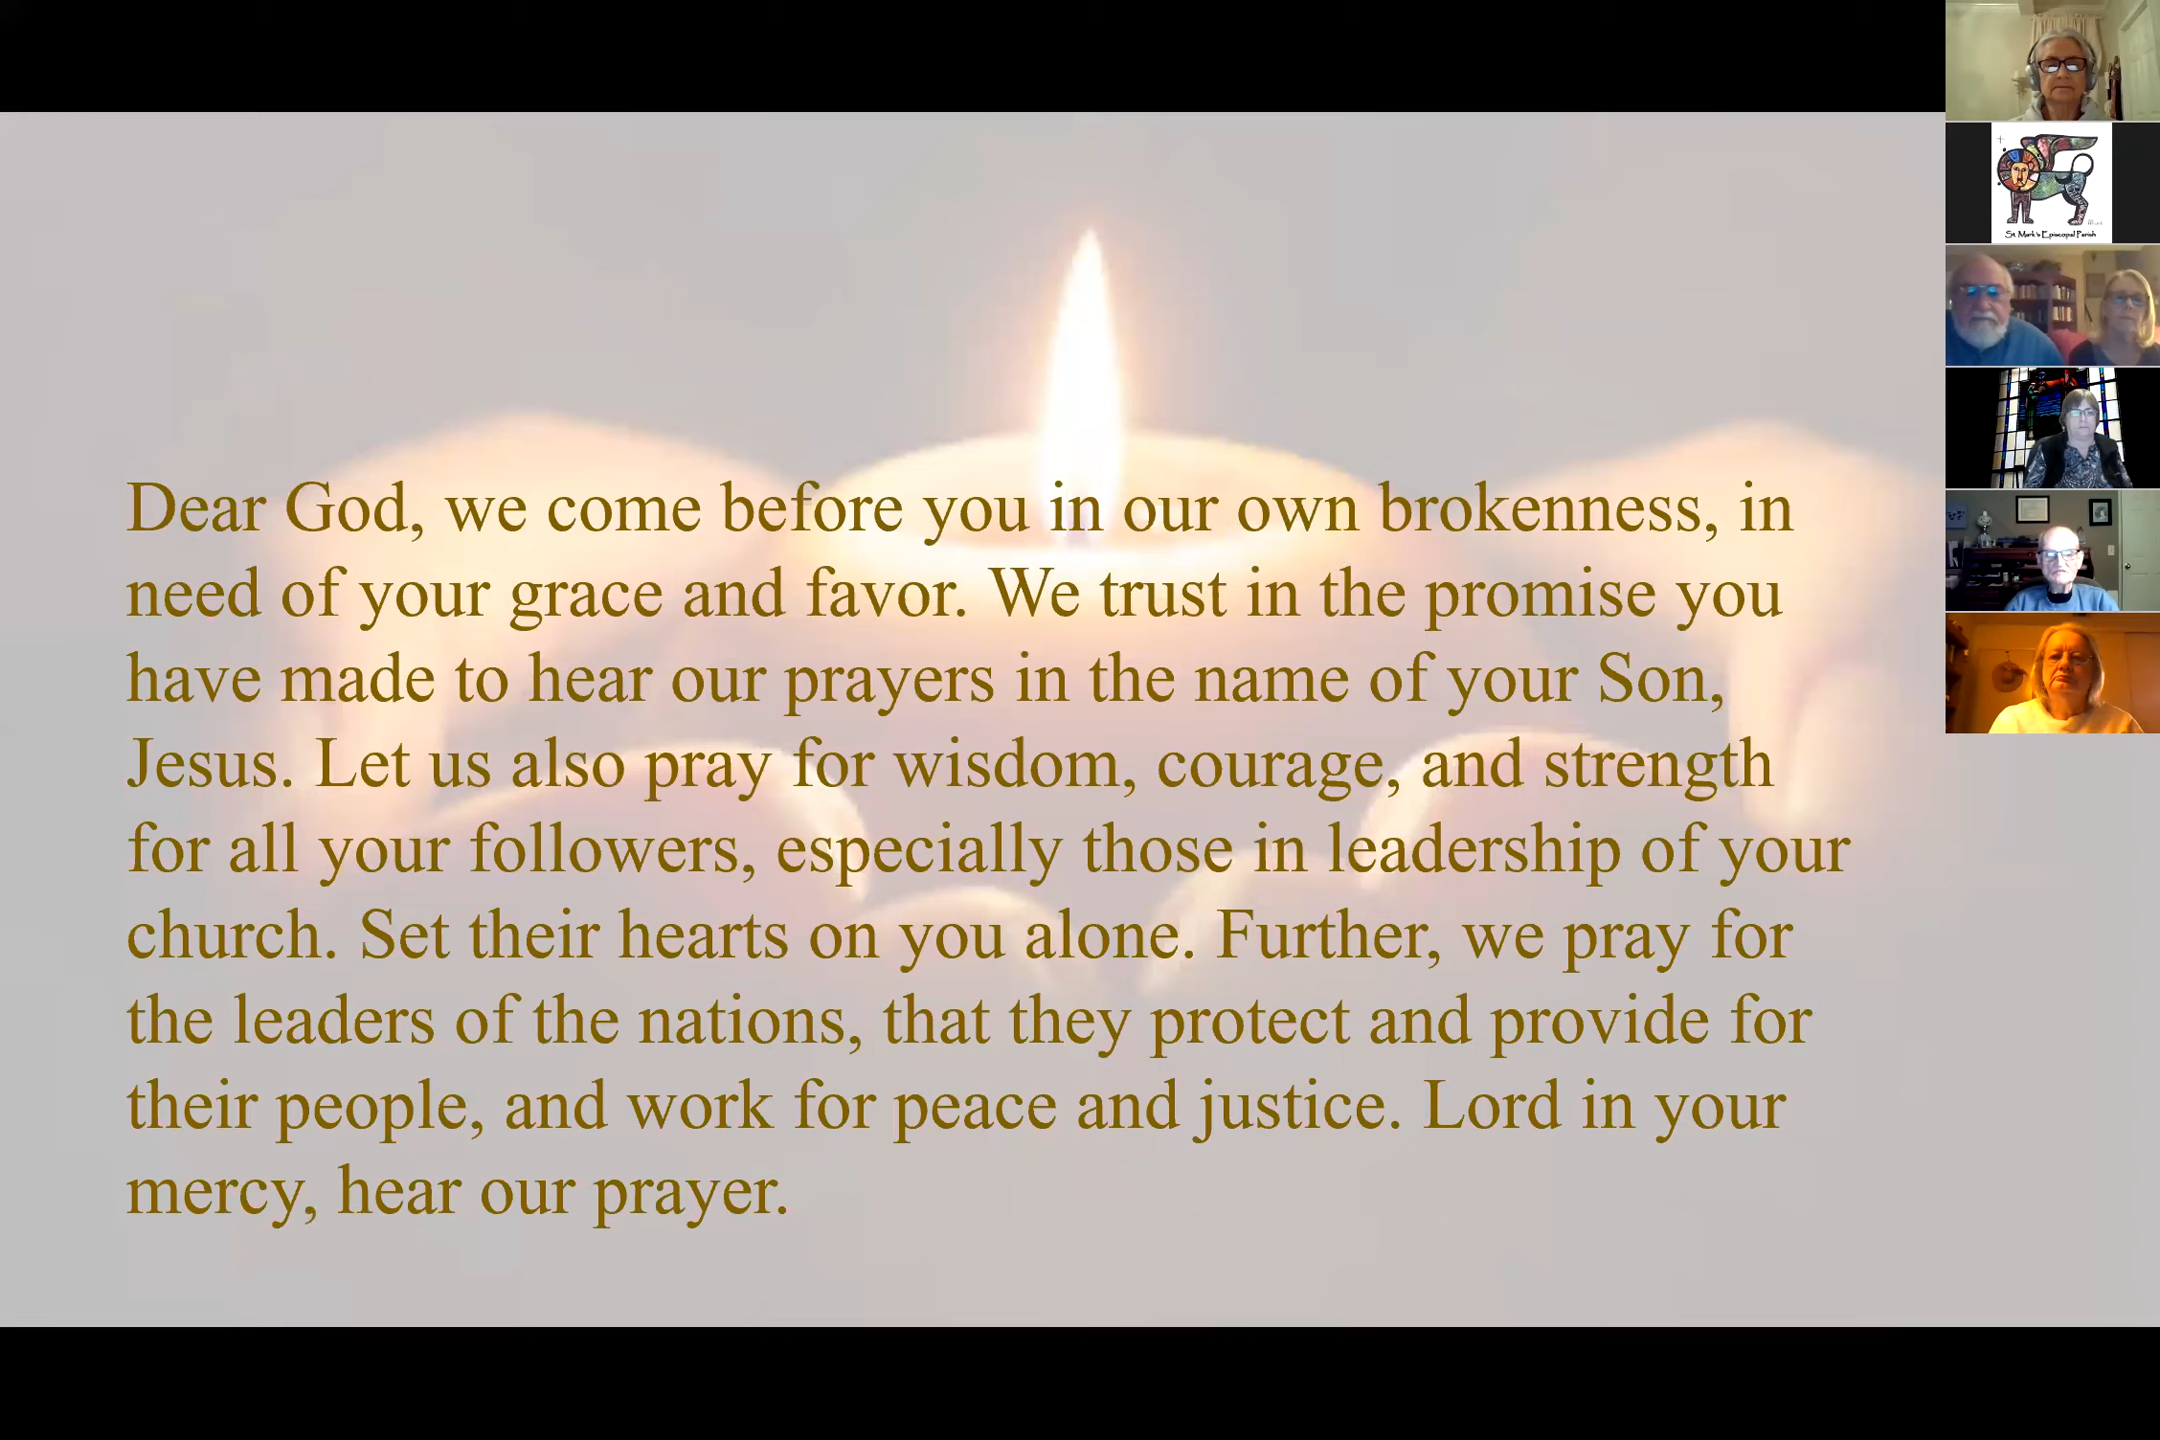 Dear God, we come before you in our own brokenness, in
need of your grace and favor. We trust in the promise you
have made to hear our prayers in the name of your Son,
Jesus. Let us also pray for wisdom, courage, and strength
for all your followers, especially those in leadership of your
church. Set their hearts on you alone. Further, we pray for
the leaders of the nations, that they protect and provide for
their people, and work for peace and justice. Lord in your
mercy, hear our prayer.
St. Mark's Episcopal Parish